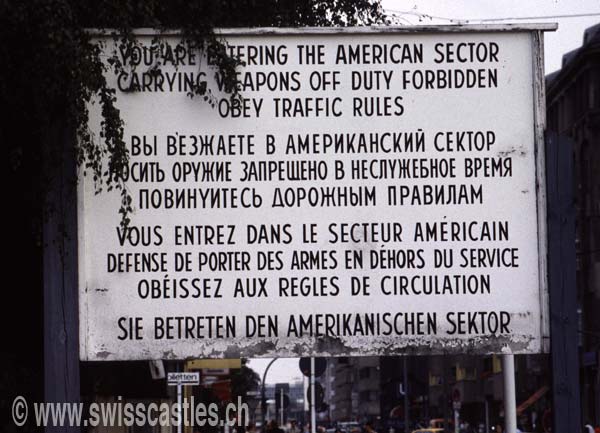 YOU ARE ENTERING THE AMERICAN SECTOR
CARRYING WEAPONS OFF DUTY FORBIDDEN
OBEY TRAFFIC RULES
ВЫ ВЪЕЗЖАЕТЕ В АМЕРИКАНСКИЙ СЕКТОР
НОСИТЬ ОРУЖИЕ ЗАПРЕЩЕНО В НЕСЛУЖЕБНОЕ ВРЕМЯ
ПОВИНУЙТЕСЬ ДОРОЖНЫМ ПРАВИЛАМ
VOUS ENTREZ DANS LE SECTEUR AMÉRICAIN
DEFENSE DE PORTER DES ARMES EN DÉHORS DU SERVICE
OBÉISSEZ AUX REGLES DE CIRCULATION
SIE BETRETEN DEN AMERIKANISCHEN SEKTOR
© www.swisscastles.ch